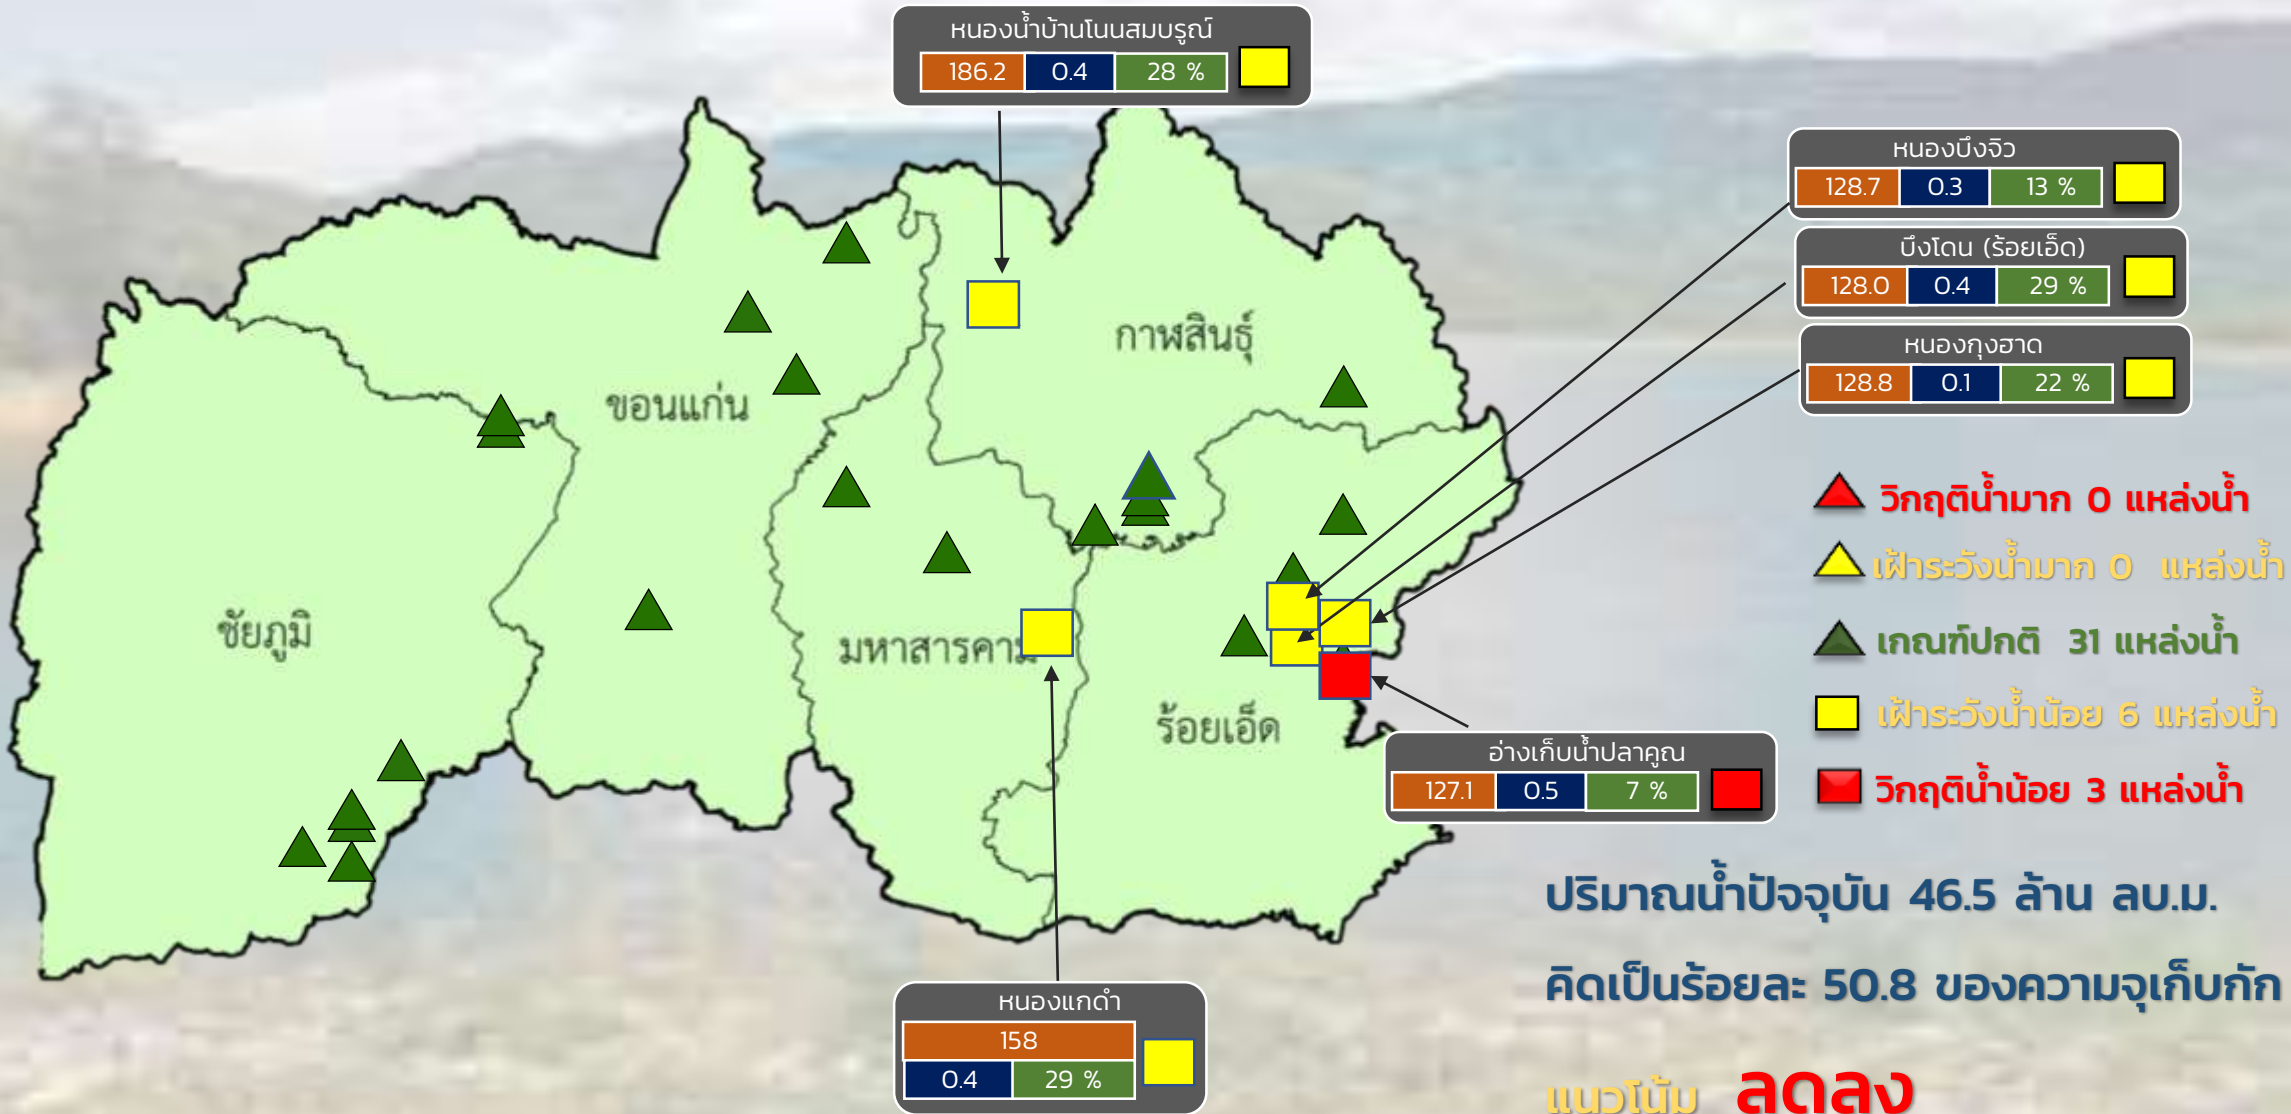 หนองน้ำบ้านโนนสมบรูณ์
186.2 0.4 28 %
หนองบึงจิว
128.7 0.3 13 %
บึงโดน (ร้อยเอ็ด)
128.0 0.4 29 %
หนองกุงฮาด
128.8 0.1 22 %
กาฬสินธุ์
ขอนแก่น
ชัยภูมิ
มหาสารคาม
ร้อยเอ็ด
วิกฤติน้ำมาก 0 แหล่งน้ำ
เฝ้าระวังน้ำมาก 0 แหล่งน้ำ
เกณฑ์ปกติ 31 แหล่งน้ำ
เฝ้าระวังน้ำน้อย 6 แหล่งน้ำ
วิกฤติน้ำน้อย 3 แหล่งน้ำ
อ่างเก็บน้ำปลาคูณ
127.1 0.5 7 %
ปริมาณน้ำปัจจุบัน 46.5 ล้าน ลบ.ม.
คิดเป็นร้อยละ 50.8 ของความจุเก็บกัก
แนวโน้ม ลดลง
หนองแกดำ
158
0.4 29 %